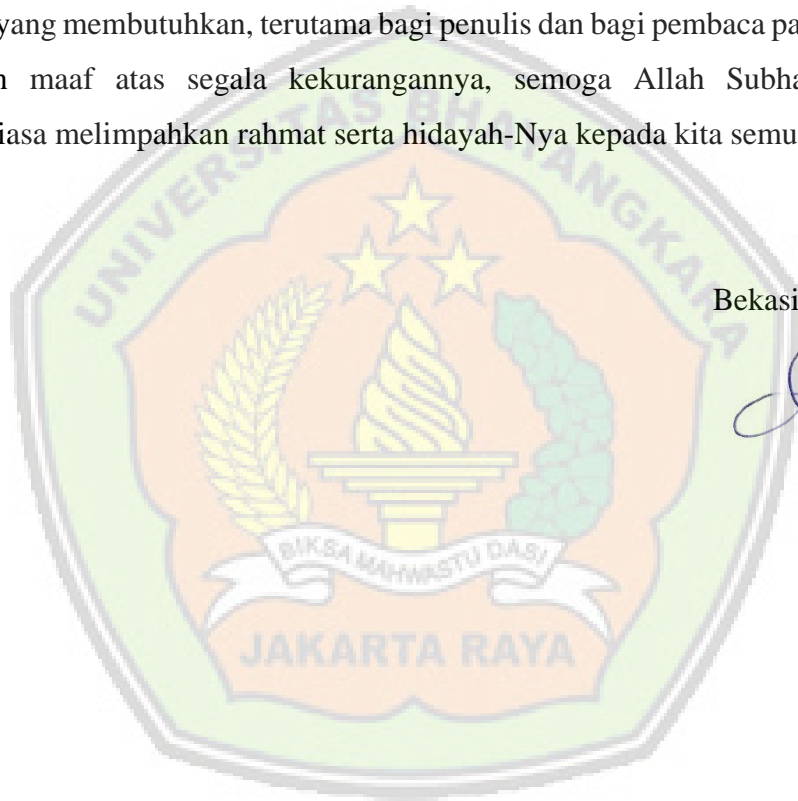 yang membutuhkan, terutama bagi penulis dan bagi pembaca pa
maaf atas segala kekurangannya, semoga Allah Subha
iasa melimpahkan rahmat serta hidayah-Nya kepada kita semu
Bekasi
UNIVERSITAS BHAYANGKARA
BIKSA MAHWASTU DASI
JAKARTA RAYA